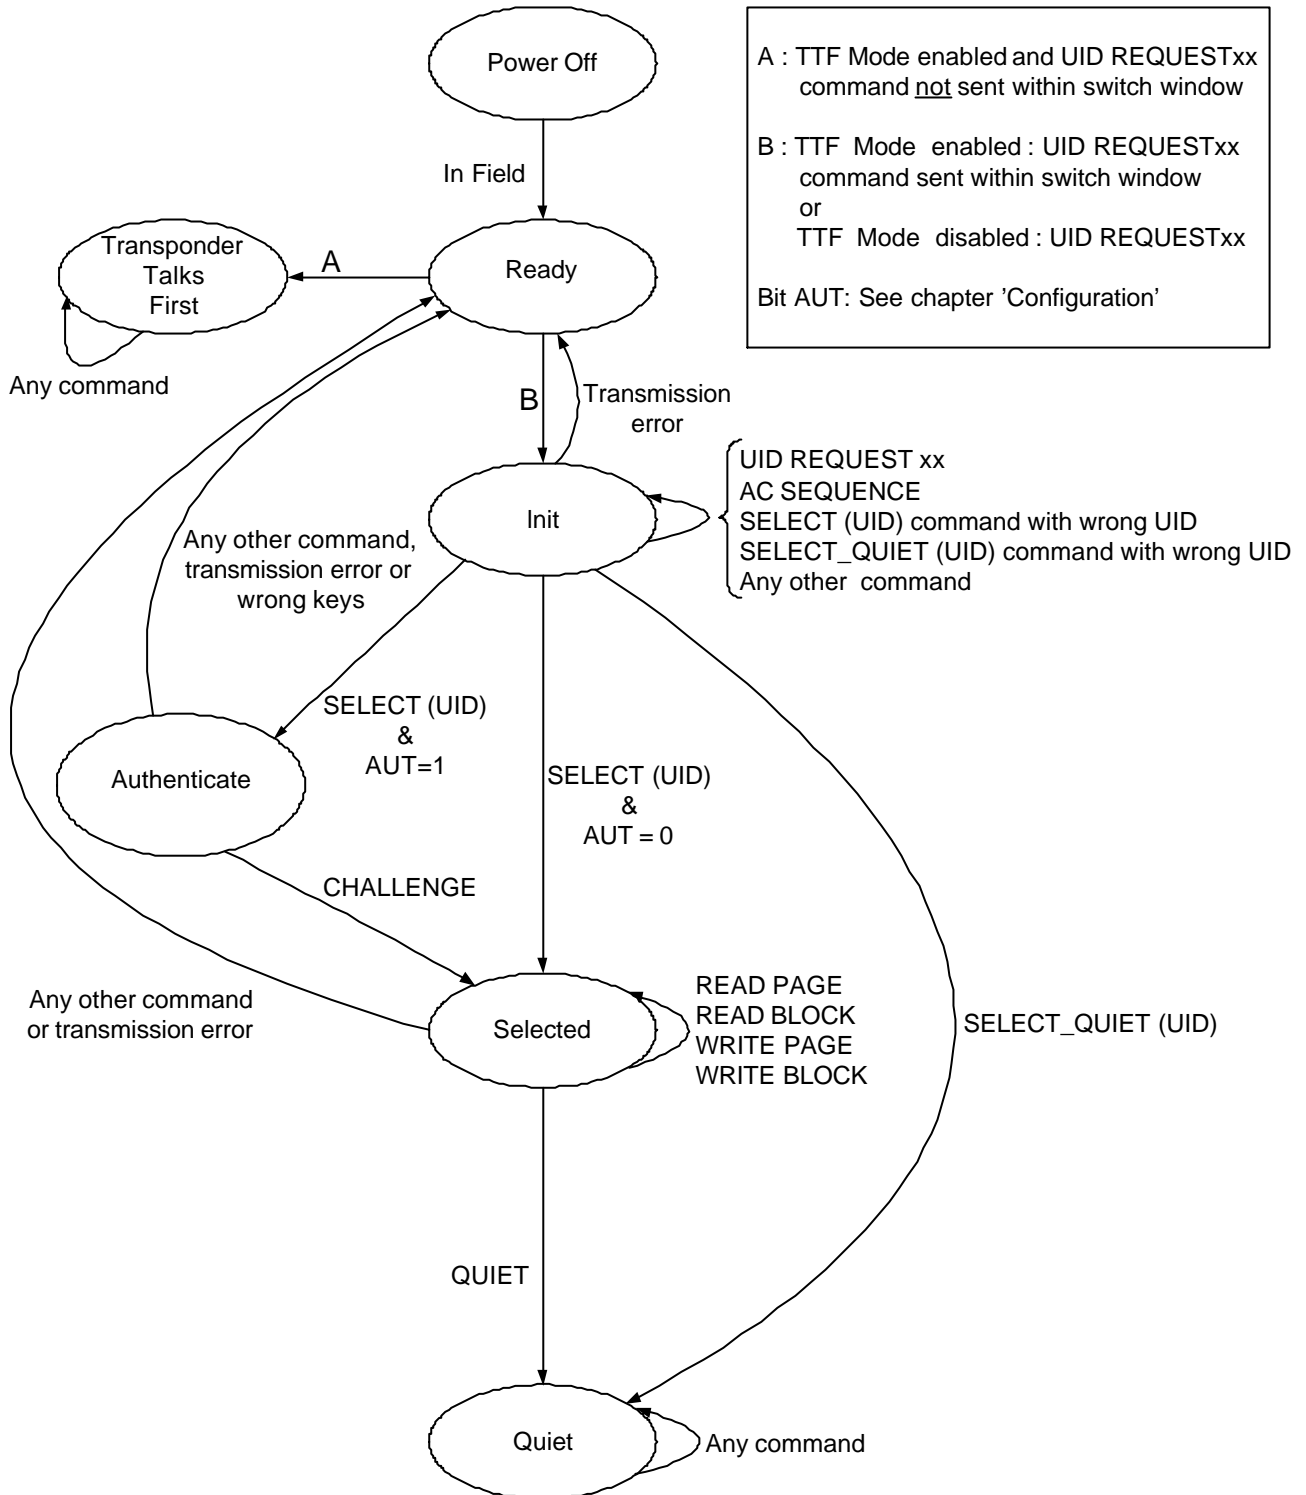 Power Off
A : TTF Mode enabled and UID REQUESTxx
command not sent within switch window
B : TTF Mode enabled : UID REQUESTxx
command sent within switch window
or
TTF Mode disabled : UID REQUESTxx
Bit AUT: See chapter 'Configuration'
In Field
Transponder
Talks
First
A
Ready
Any command
B
Transmission
error
Init
UID REQUEST xx
AC SEQUENCE
SELECT (UID) command with wrong UID
SELECT_QUIET (UID) command with wrong UID
Any other command
Any other command,
transmission error or
wrong keys
SELECT (UID)
&
AUT=1
Authenticate
SELECT (UID)
&
AUT = 0
CHALLENGE
Any other command
or transmission error
Selected
READ PAGE
READ BLOCK
WRITE PAGE
WRITE BLOCK
SELECT_QUIET (UID)
QUIET
Quiet
Any command